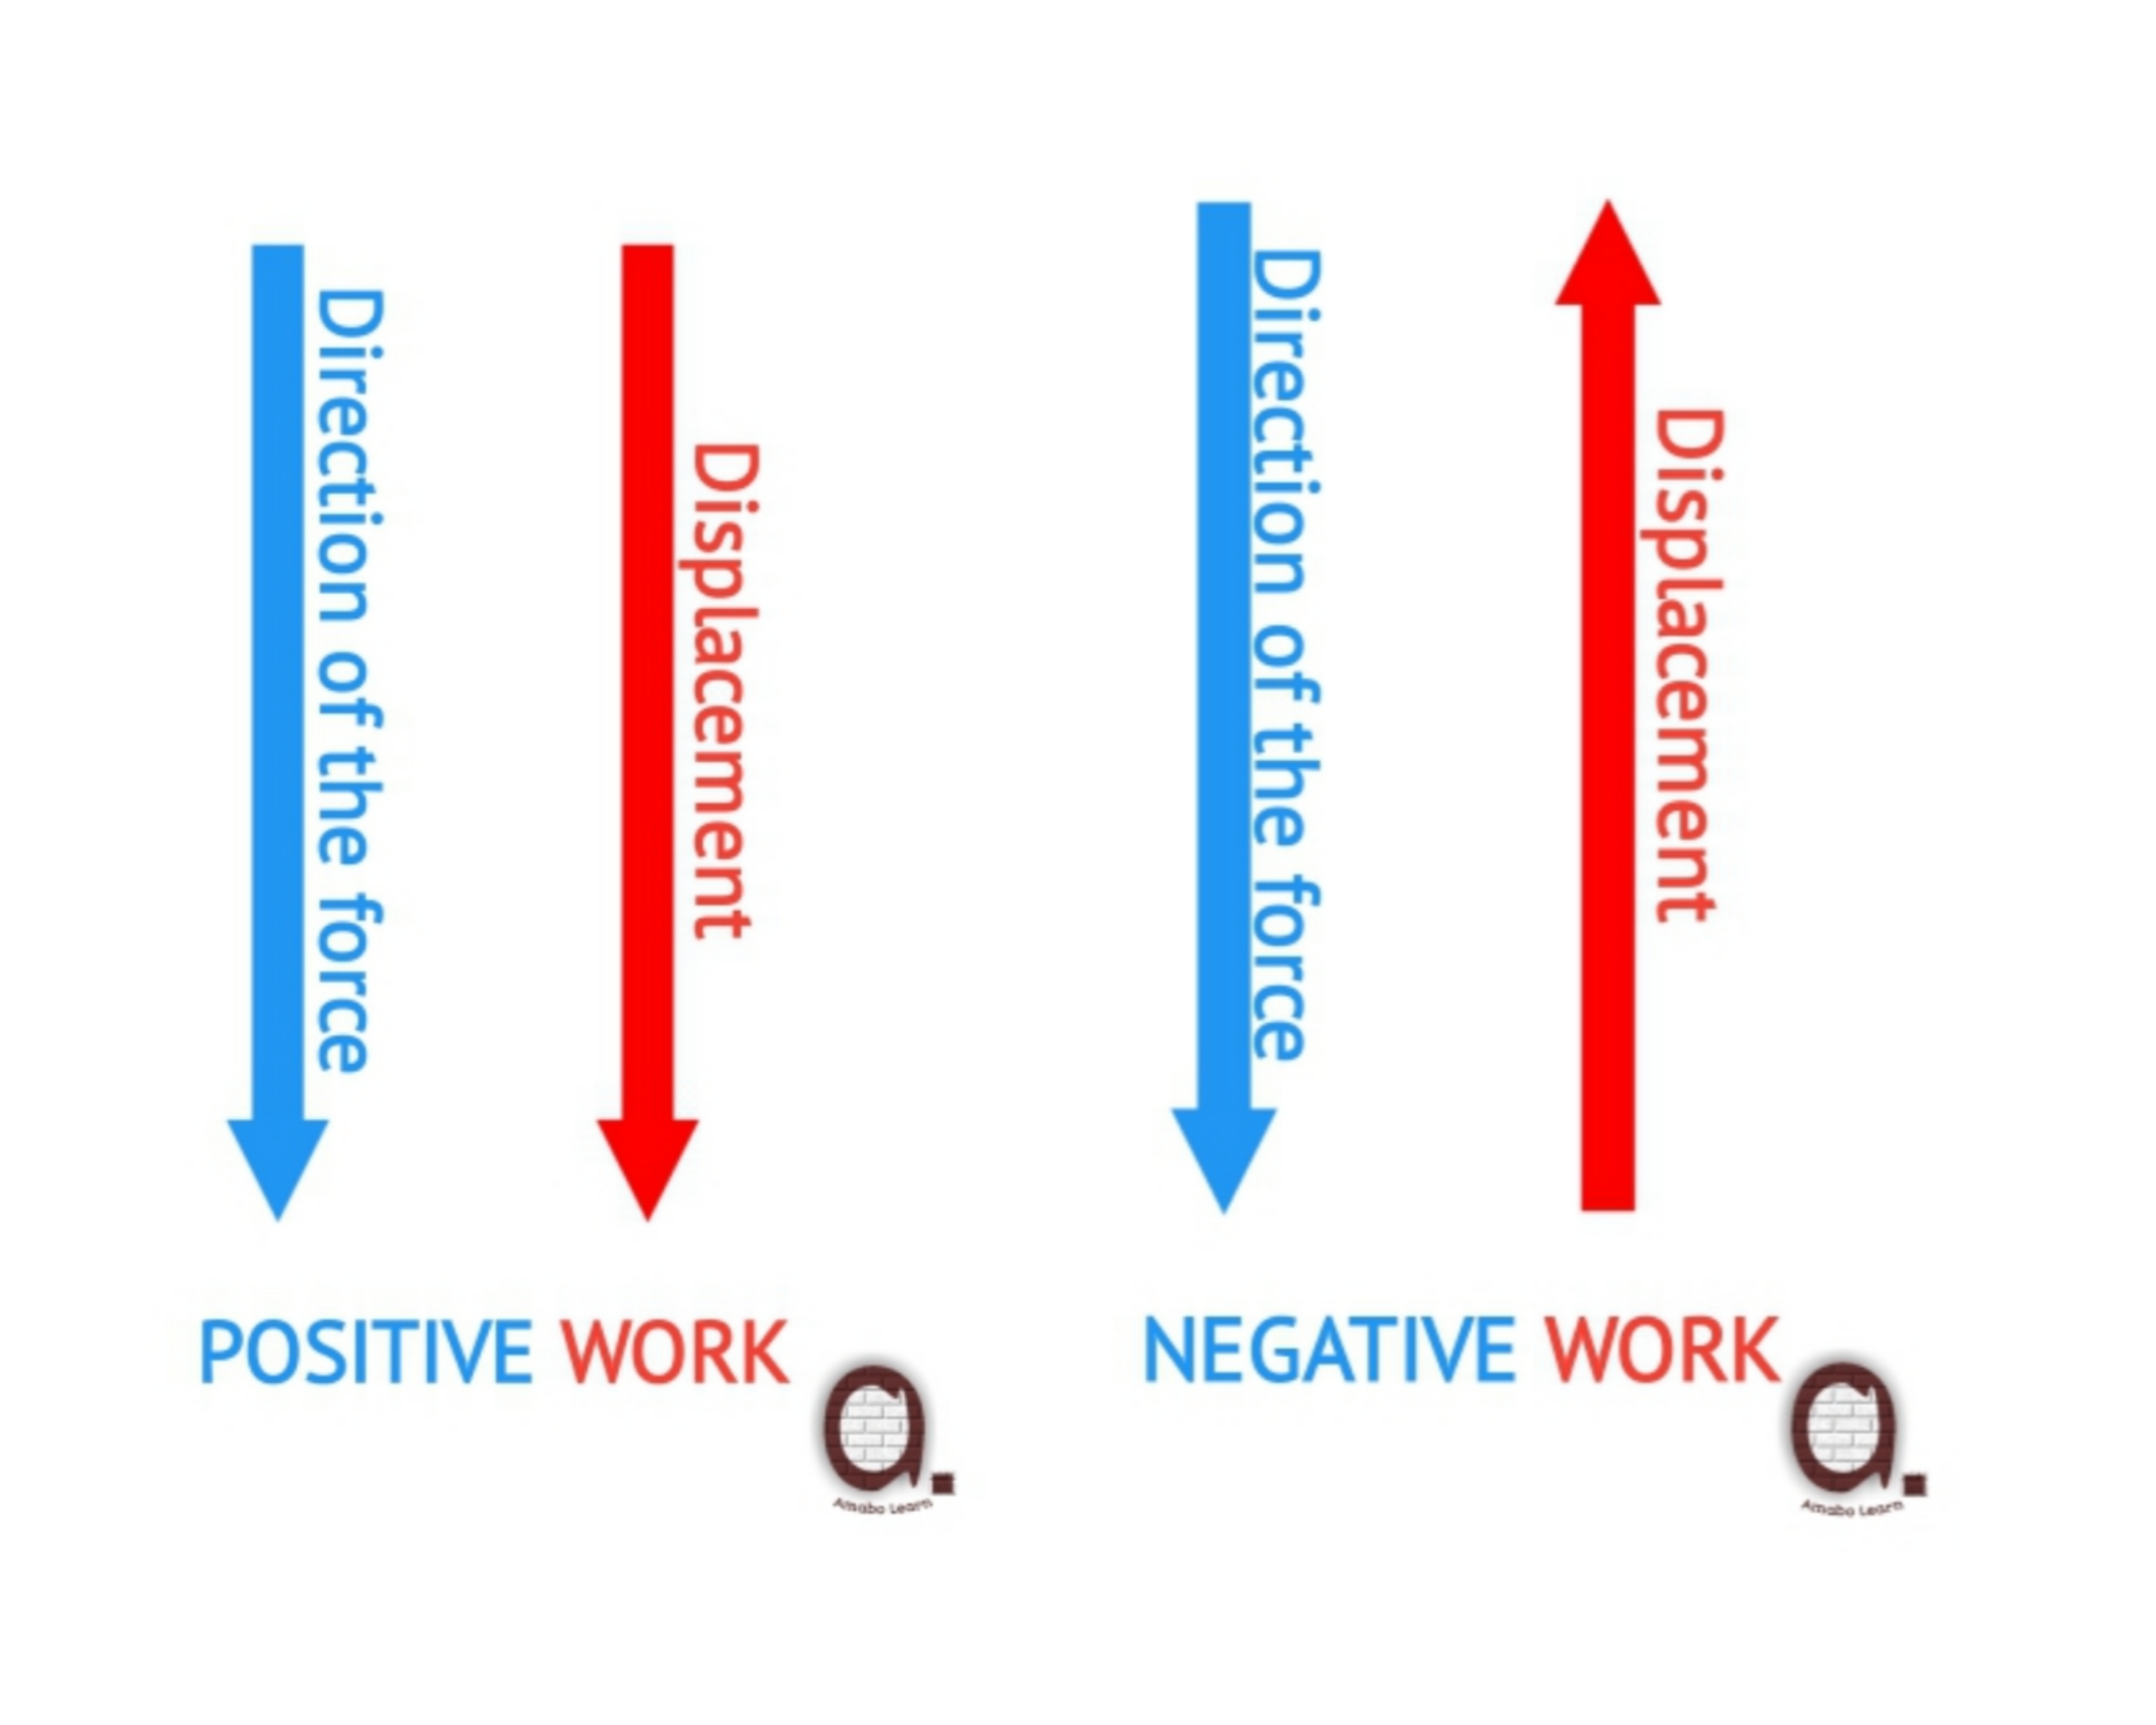 Direction of the force
Displacement
POSITIVE WORK
a.
Amabo Learn
Direction of the force
Displacement
NEGATIVE WORK
a.
Amabo Learn